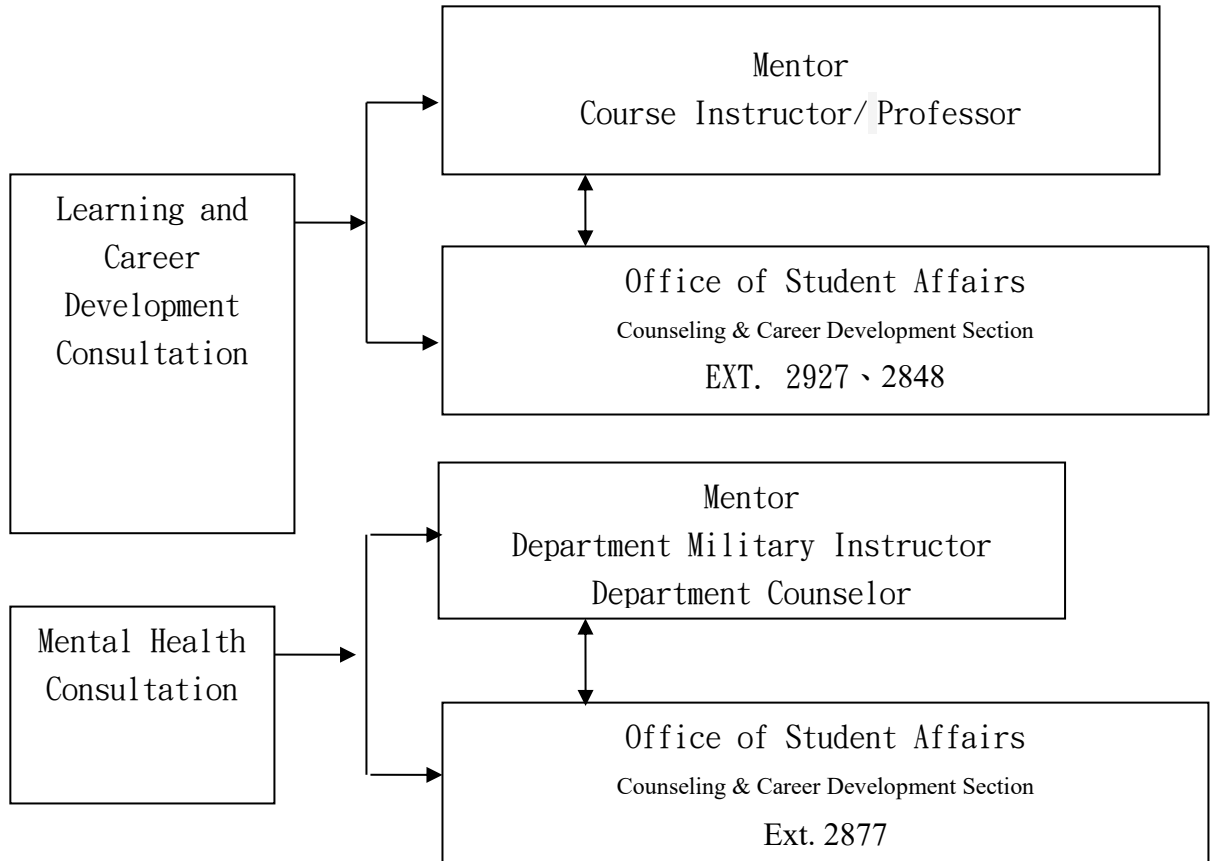 Mentor
Course Instructor/ Professor
Learning and
Career
Development
Consultation
Office of Student Affairs
Counseling & Career Development Section
EXT. 2927、2848
Mentor
Department Military Instructor
Department Counselor
Mental Health
Consultation
Office of Student Affairs
Counseling & Career Development Section
Ext. 2877